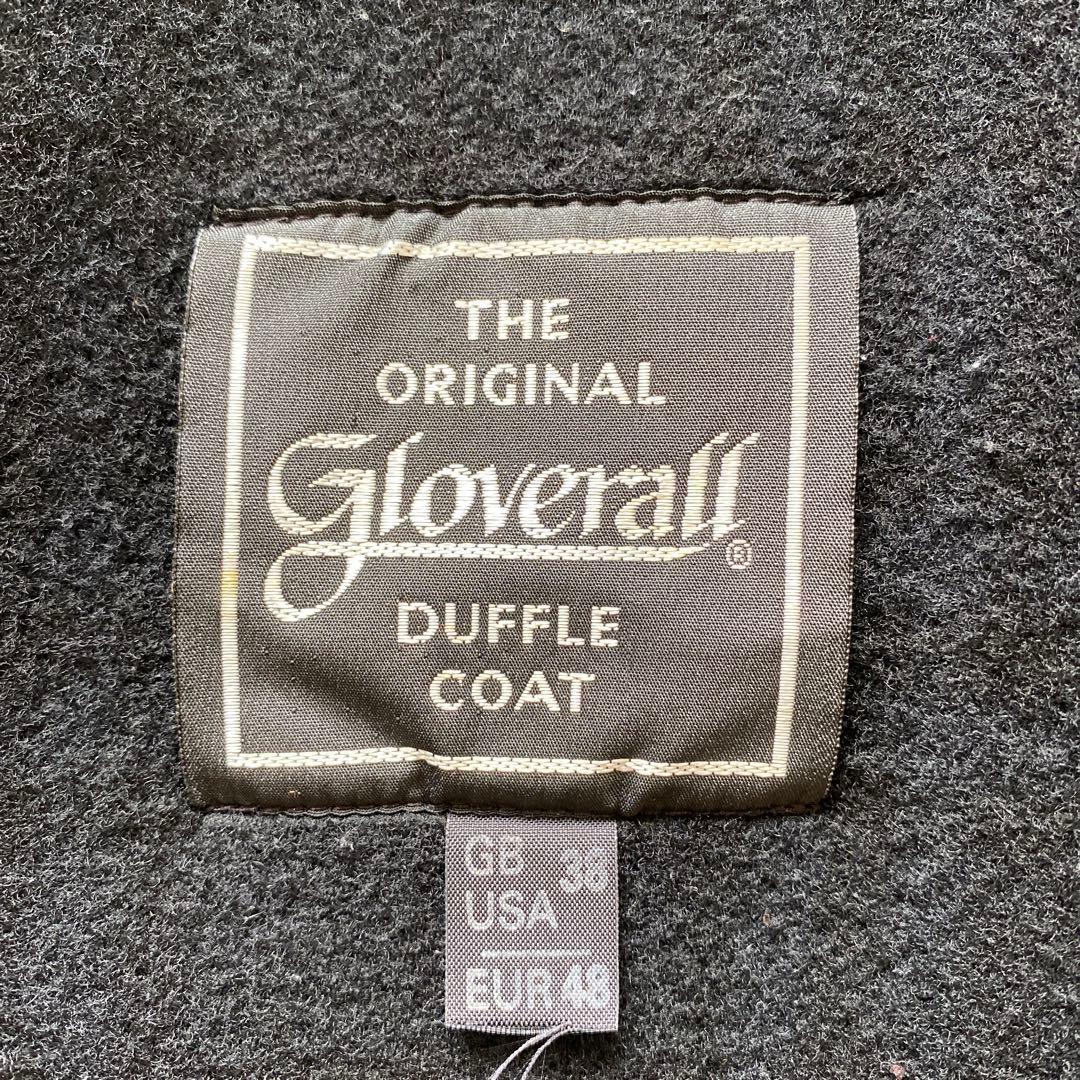 THE
ORIGINAL
Gloverall®
DUFFLE
COAT
GB 38
USA
EUR 48